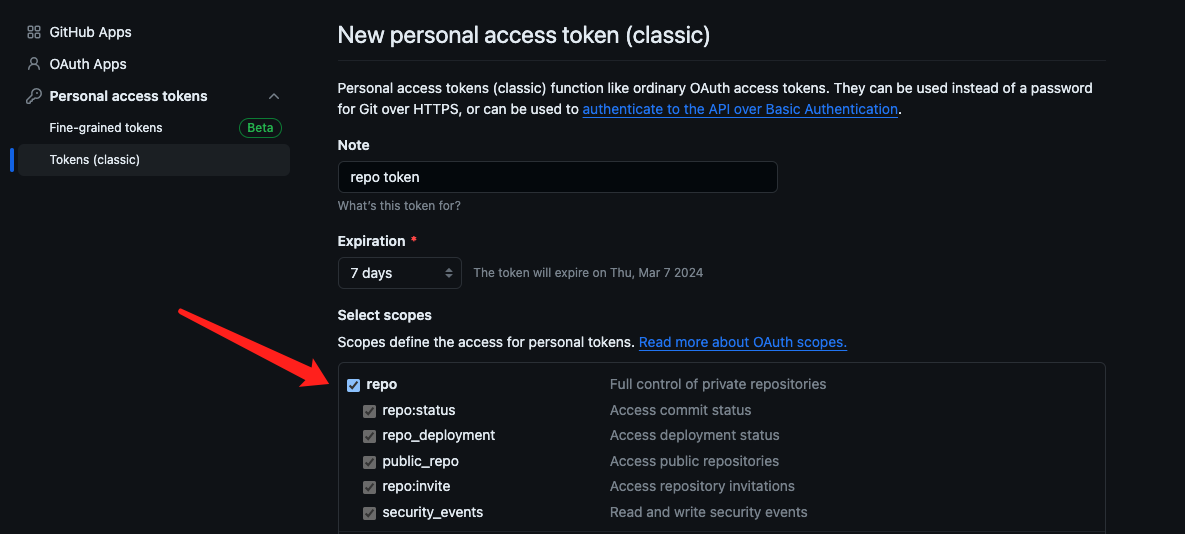 GitHub Apps
OAuth Apps
Personal access tokens
Fine-grained tokens
Beta
Tokens (classic)
New personal access token (classic)
Personal access tokens (classic) function like ordinary OAuth access tokens. They can be used instead of a password
for Git over HTTPS, or can be used to authenticate to the API over Basic Authentication.
Note
repo token
What's this token for?
Expiration *
7 days
The token will expire on Thu, Mar 7 2024
Select scopes
Scopes define the access for personal tokens. Read more about OAuth scopes.
repo Full control of private repositories
repo:status Access commit status
repo_deployment Access deployment status
public_repo Access public repositories
repo:invite Access repository invitations
security_events Read and write security events